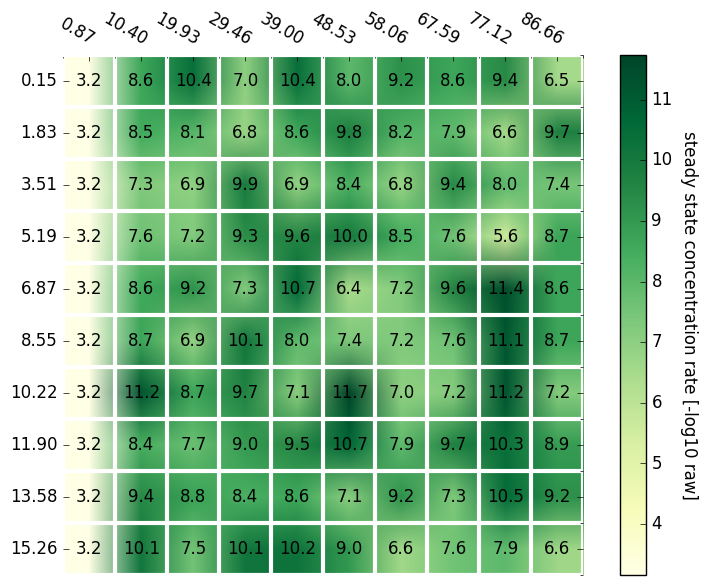 0.87 10.40 19.93 29.46 39.00 48.53 58.06 67.59 77.12 86.66
0.15 3.2 8.6 10.4 7.0 10.4 8.0 9.2 8.6 9.4 6.5
1.83 3.2 8.5 8.1 6.8 8.6 9.8 8.2 7.9 6.6 9.7
3.51 3.2 7.3 6.9 9.9 6.9 8.4 6.8 9.4 8.0 7.4
5.19 3.2 7.6 7.2 9.3 9.6 10.0 8.5 7.6 5.6 8.7
6.87 3.2 8.6 9.2 7.3 10.7 6.4 7.2 9.6 11.4 8.6
8.55 3.2 8.7 6.9 10.1 8.0 7.4 7.2 7.6 11.1 8.7
10.22 3.2 11.2 8.7 9.7 7.1 11.7 7.0 7.2 11.2 7.2
11.90 3.2 8.4 7.7 9.0 9.5 10.7 7.9 9.7 10.3 8.9
13.58 3.2 9.4 8.8 8.4 8.6 7.1 9.2 7.3 10.5 9.2
15.26 3.2 10.1 7.5 10.1 10.2 9.0 6.6 7.6 7.9 6.6
11
10
9
8
7
6
5
4
steady state concentration rate [-log10 raw]